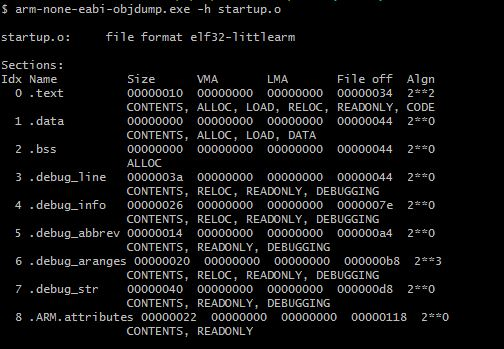 $ arm-none-eabi-objdump.exe -h startup.o
startup.o:     file format elf32-littlearm
Sections:
Idx Name          Size      VMA       LMA       File off  Algn
  0 .text         00000010  00000000  00000000  00000034  2**2
                  CONTENTS, ALLOC, LOAD, RELOC, READONLY, CODE
  1 .data         00000000  00000000  00000000  00000044  2**0
                  CONTENTS, ALLOC, LOAD, DATA
  2 .bss          00000000  00000000  00000000  00000044  2**0
                  ALLOC
  3 .debug_line   0000003a  00000000  00000000  00000044  2**0
                  CONTENTS, RELOC, READONLY, DEBUGGING
  4 .debug_info   00000026  00000000  00000000  0000007e  2**0
                  CONTENTS, RELOC, READONLY, DEBUGGING
  5 .debug_abbrev 00000014  00000000  00000000  000000a4  2**0
                  CONTENTS, READONLY, DEBUGGING
  6 .debug_aranges 00000020  00000000  00000000  000000b8  2**3
                  CONTENTS, RELOC, READONLY, DEBUGGING
  7 .debug_str    00000040  00000000  00000000  000000d8  2**0
                  CONTENTS, READONLY, DEBUGGING
  8 .ARM.attributes 00000022  00000000  00000000  00000118  2**0
                  CONTENTS, READONLY